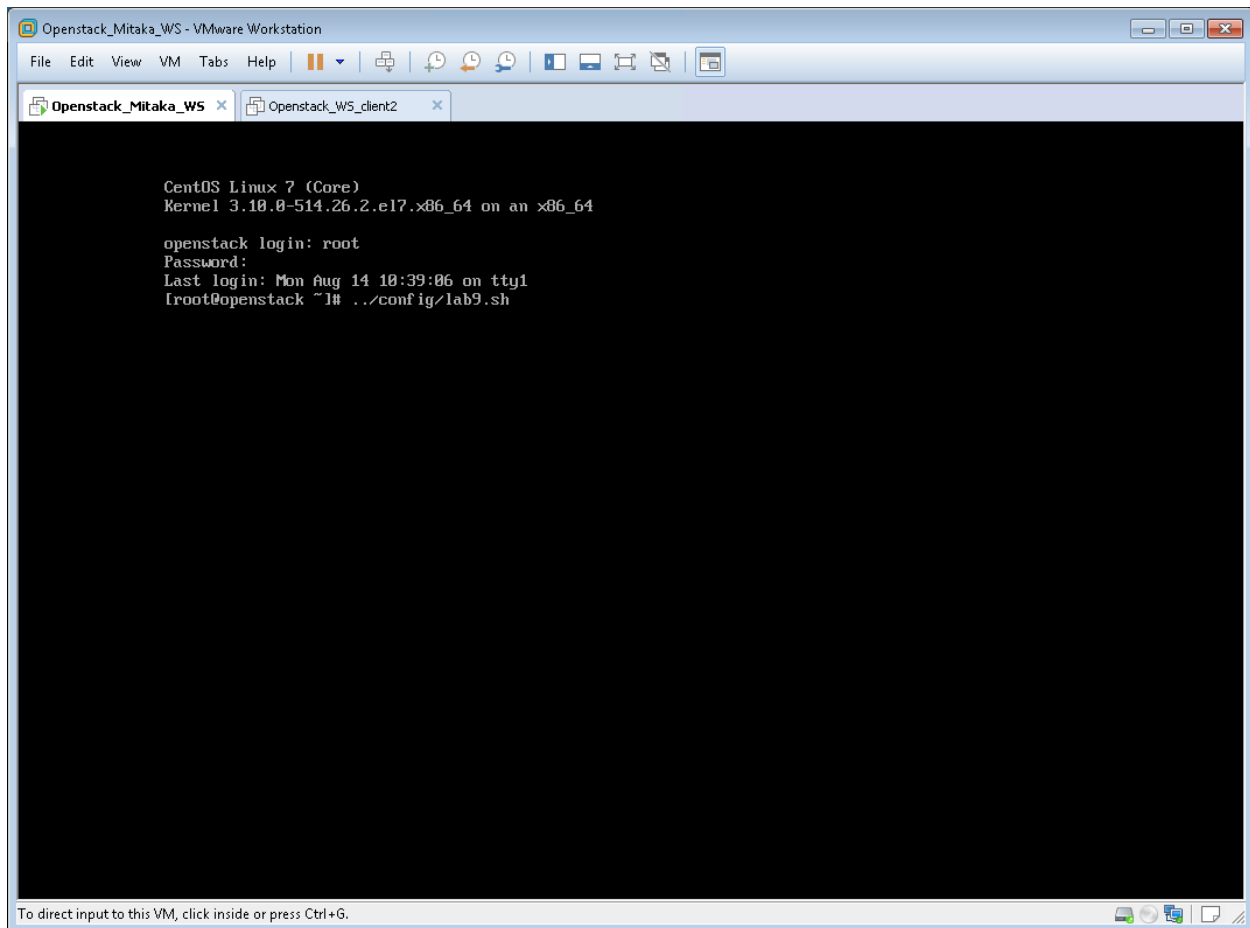 Openstack_Mitaka_WS - VMware Workstation
File Edit View VM Tabs Help
Openstack_Mitaka_WS Openstack_WS_client2
CentOS Linux 7 (Core)
Kernel 3.10.0-514.26.2.el7.x86_64 on an x86_64
openstack login: root
Password:
Last login: Mon Aug 14 10:39:06 on tty1
[root@openstack ~]# ../config/lab9.sh
To direct input to this VM, click inside or press Ctrl+G.